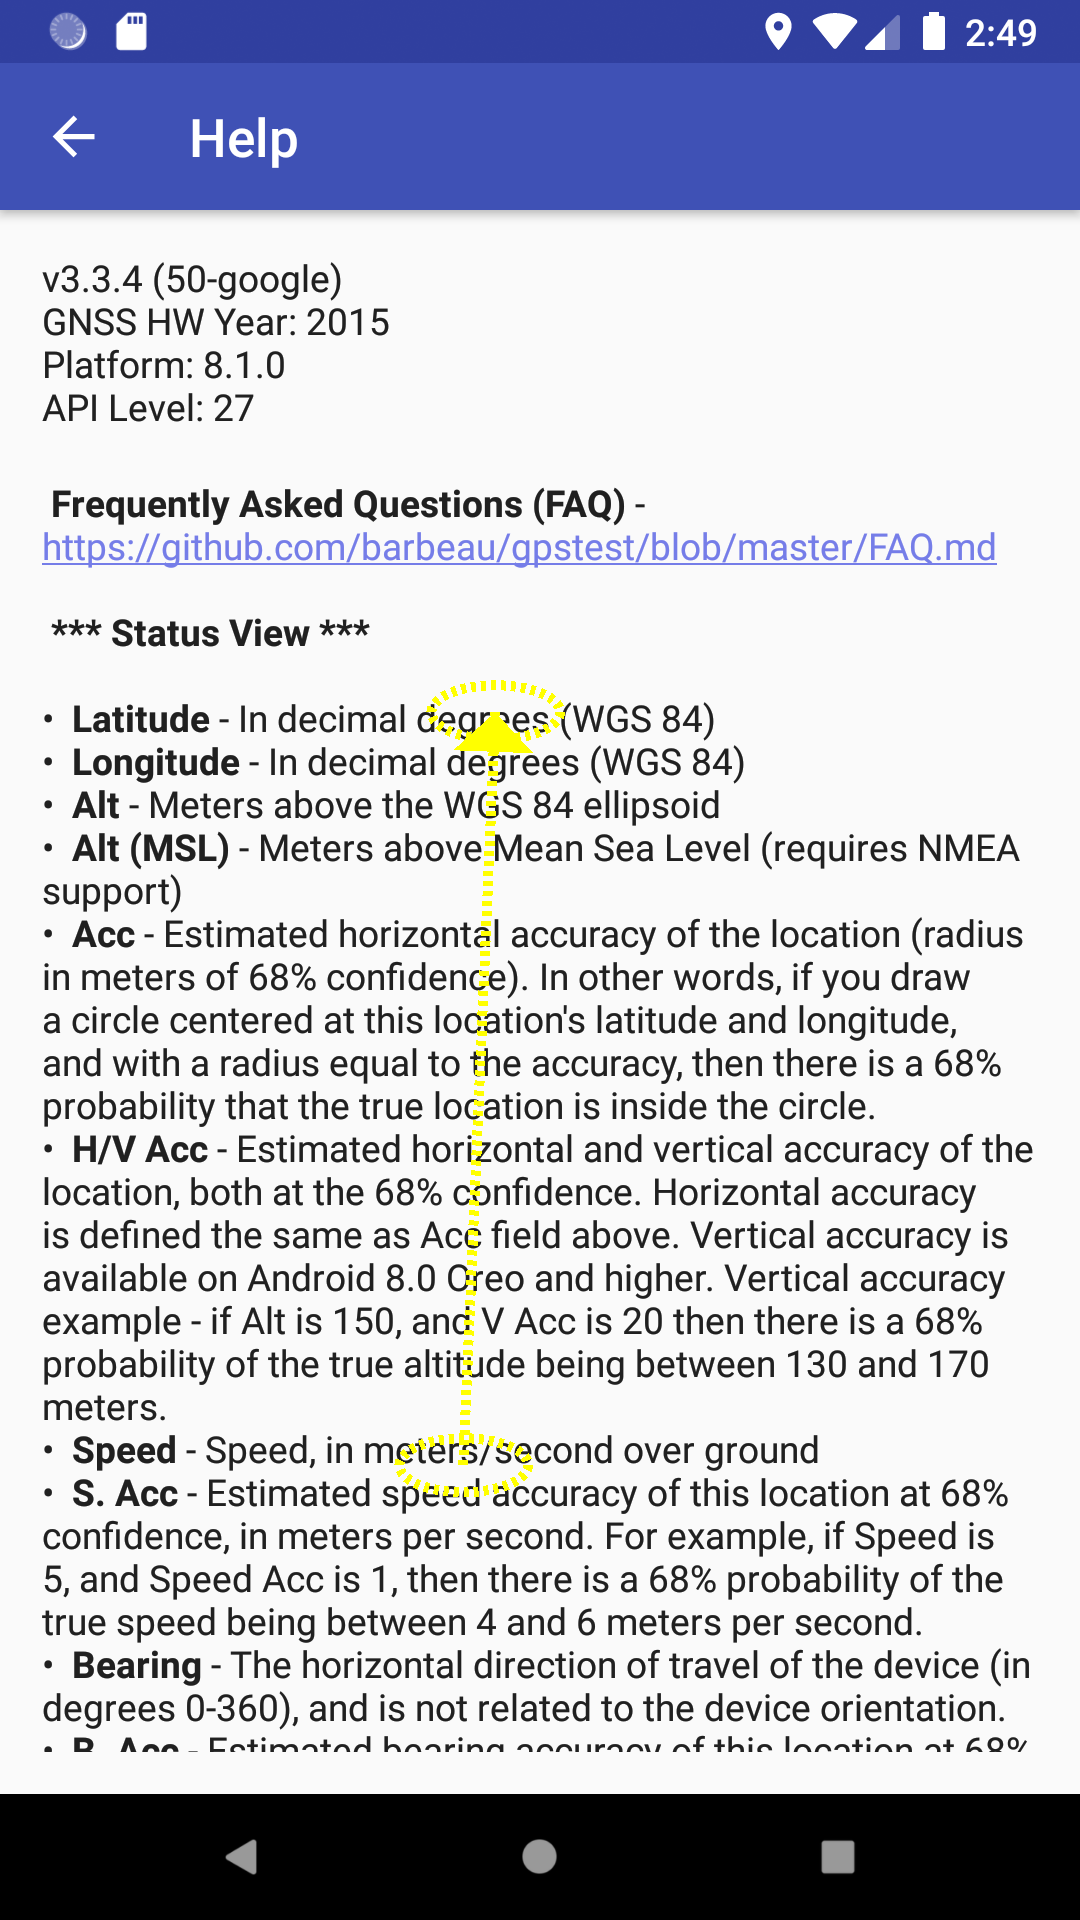 2:49
Help
v3.3.4 (50-google)
GNSS HW Year: 2015
Platform: 8.1.0
API Level: 27
Frequently Asked Questions (FAQ) -
https://github.com/barbeau/gpstest/blob/master/FAQ.md
*** Status View ***
• Latitude - In decimal degrees (WGS 84)
• Longitude - In decimal degrees (WGS 84)
• Alt - Meters above the WGS 84 ellipsoid
• Alt (MSL) - Meters above Mean Sea Level (requires NMEA
support)
• Acc - Estimated horizontal accuracy of the location (radius
in meters of 68% confidence). In other words, if you draw
a circle centered at this location's latitude and longitude,
and with a radius equal to the accuracy, then there is a 68%
probability that the true location is inside the circle.
• H/V Acc - Estimated horizontal and vertical accuracy of the
location, both at the 68% confidence. Horizontal accuracy
is defined the same as Acc field above. Vertical accuracy is
available on Android 8.0 Oreo and higher. Vertical accuracy
example - if Alt is 150, and V Acc is 20 then there is a 68%
probability of the true altitude being between 130 and 170
meters.
• Speed - Speed, in meters/second over ground
• S. Acc - Estimated speed accuracy of this location at 68%
confidence, in meters per second. For example, if Speed is
5, and Speed Acc is 1, then there is a 68% probability of the
true speed being between 4 and 6 meters per second.
• Bearing - The horizontal direction of travel of the device (in
degrees 0-360), and is not related to the device orientation.
• B. Acc - Estimated bearing accuracy of this location at 68%